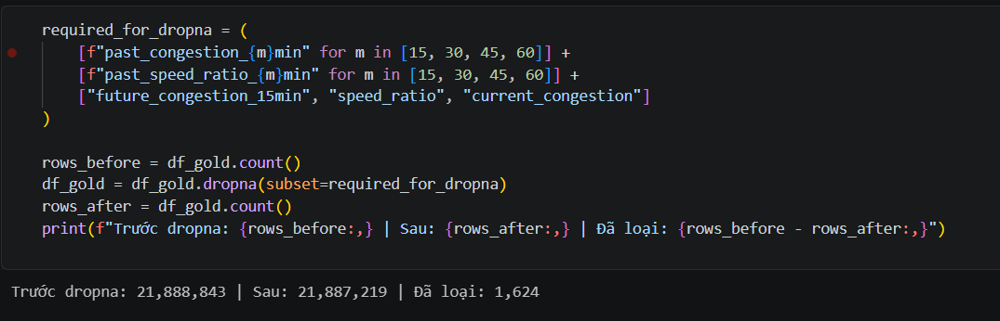 required_for_dropna = (
    [f"past_congestion_{m}min" for m in [15, 30, 45, 60]] +
    [f"past_speed_ratio_{m}min" for m in [15, 30, 45, 60]] +
    ["future_congestion_15min", "speed_ratio", "current_congestion"]
)
rows_before = df_gold.count()
df_gold = df_gold.dropna(subset=required_for_dropna)
rows_after = df_gold.count()
print(f"Trước dropna: {rows_before:,} | Sau: {rows_after:,} | Đã loại: {rows_before - rows_after:,}")
Trước dropna: 21,888,843 | Sau: 21,887,219 | Đã loại: 1,624